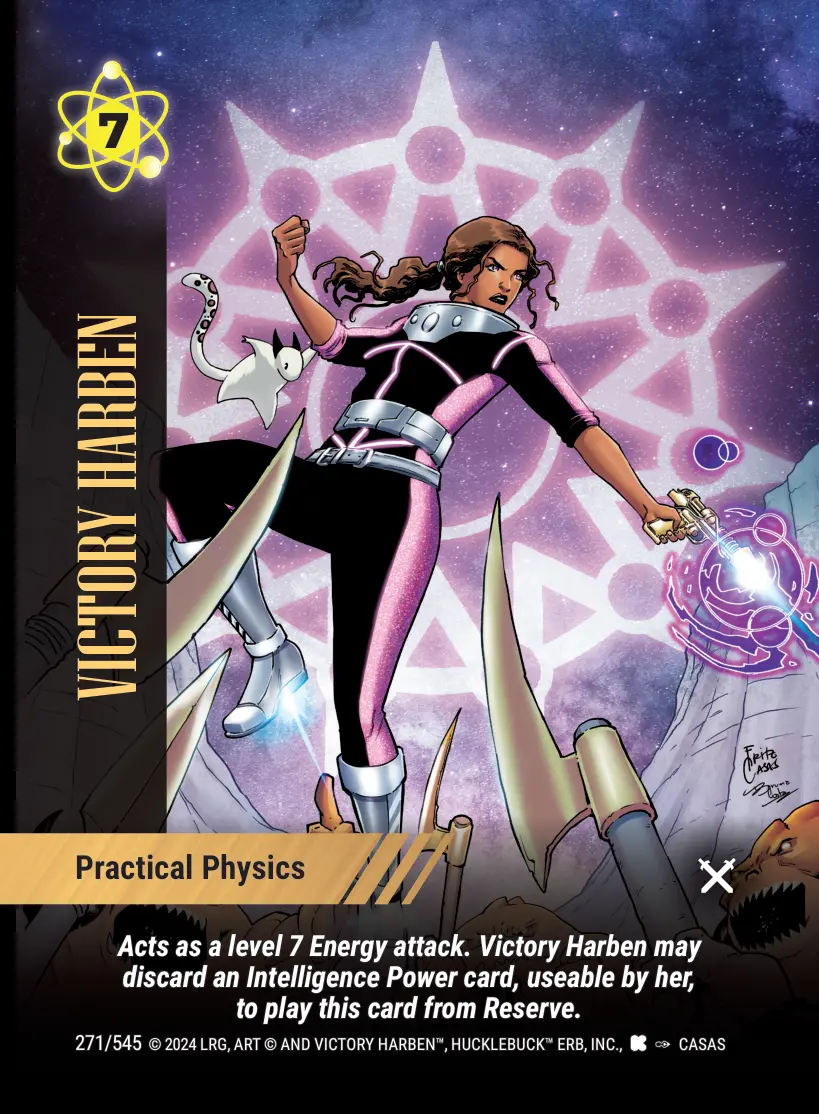 7
VICTORY HARBEN
FRITZ
CASAS
Practical Physics
Acts as a level 7 Energy attack. Victory Harben may
discard an Intelligence Power card, useable by her,
to play this card from Reserve.
271/545 © 2024 LRG, ART © AND VICTORY HARBEN™, HUCKLEBUCK™ ERB, INC., CASAS